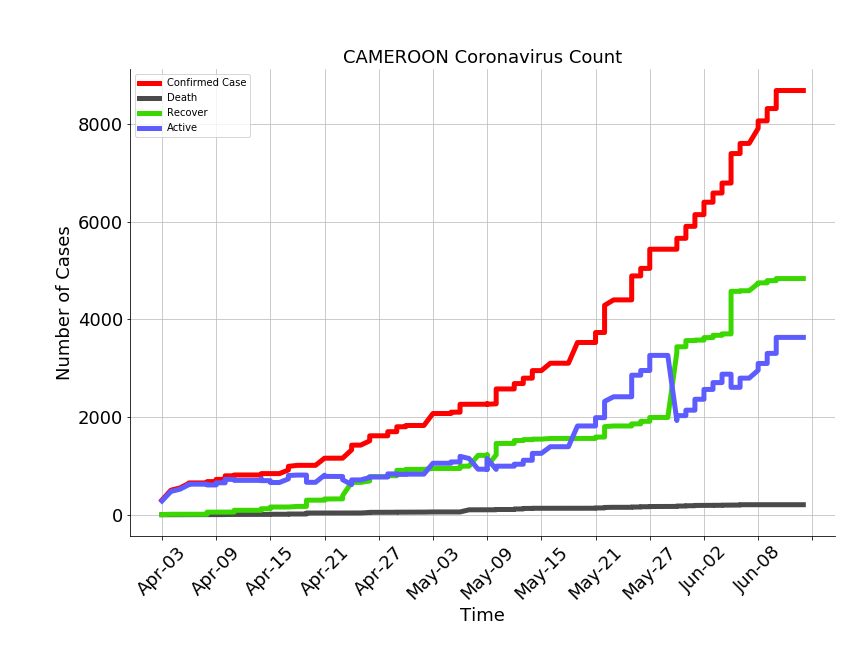 CAMEROON Coronavirus Count
Confirmed Case
Death
Recover
Active
8000
6000
4000
2000
0
Number of Cases
Apr-03
Apr-09
Apr-15
Apr-21
Apr-27
May-03
May-09
May-15
May-21
May-27
Jun-02
Jun-08
Time